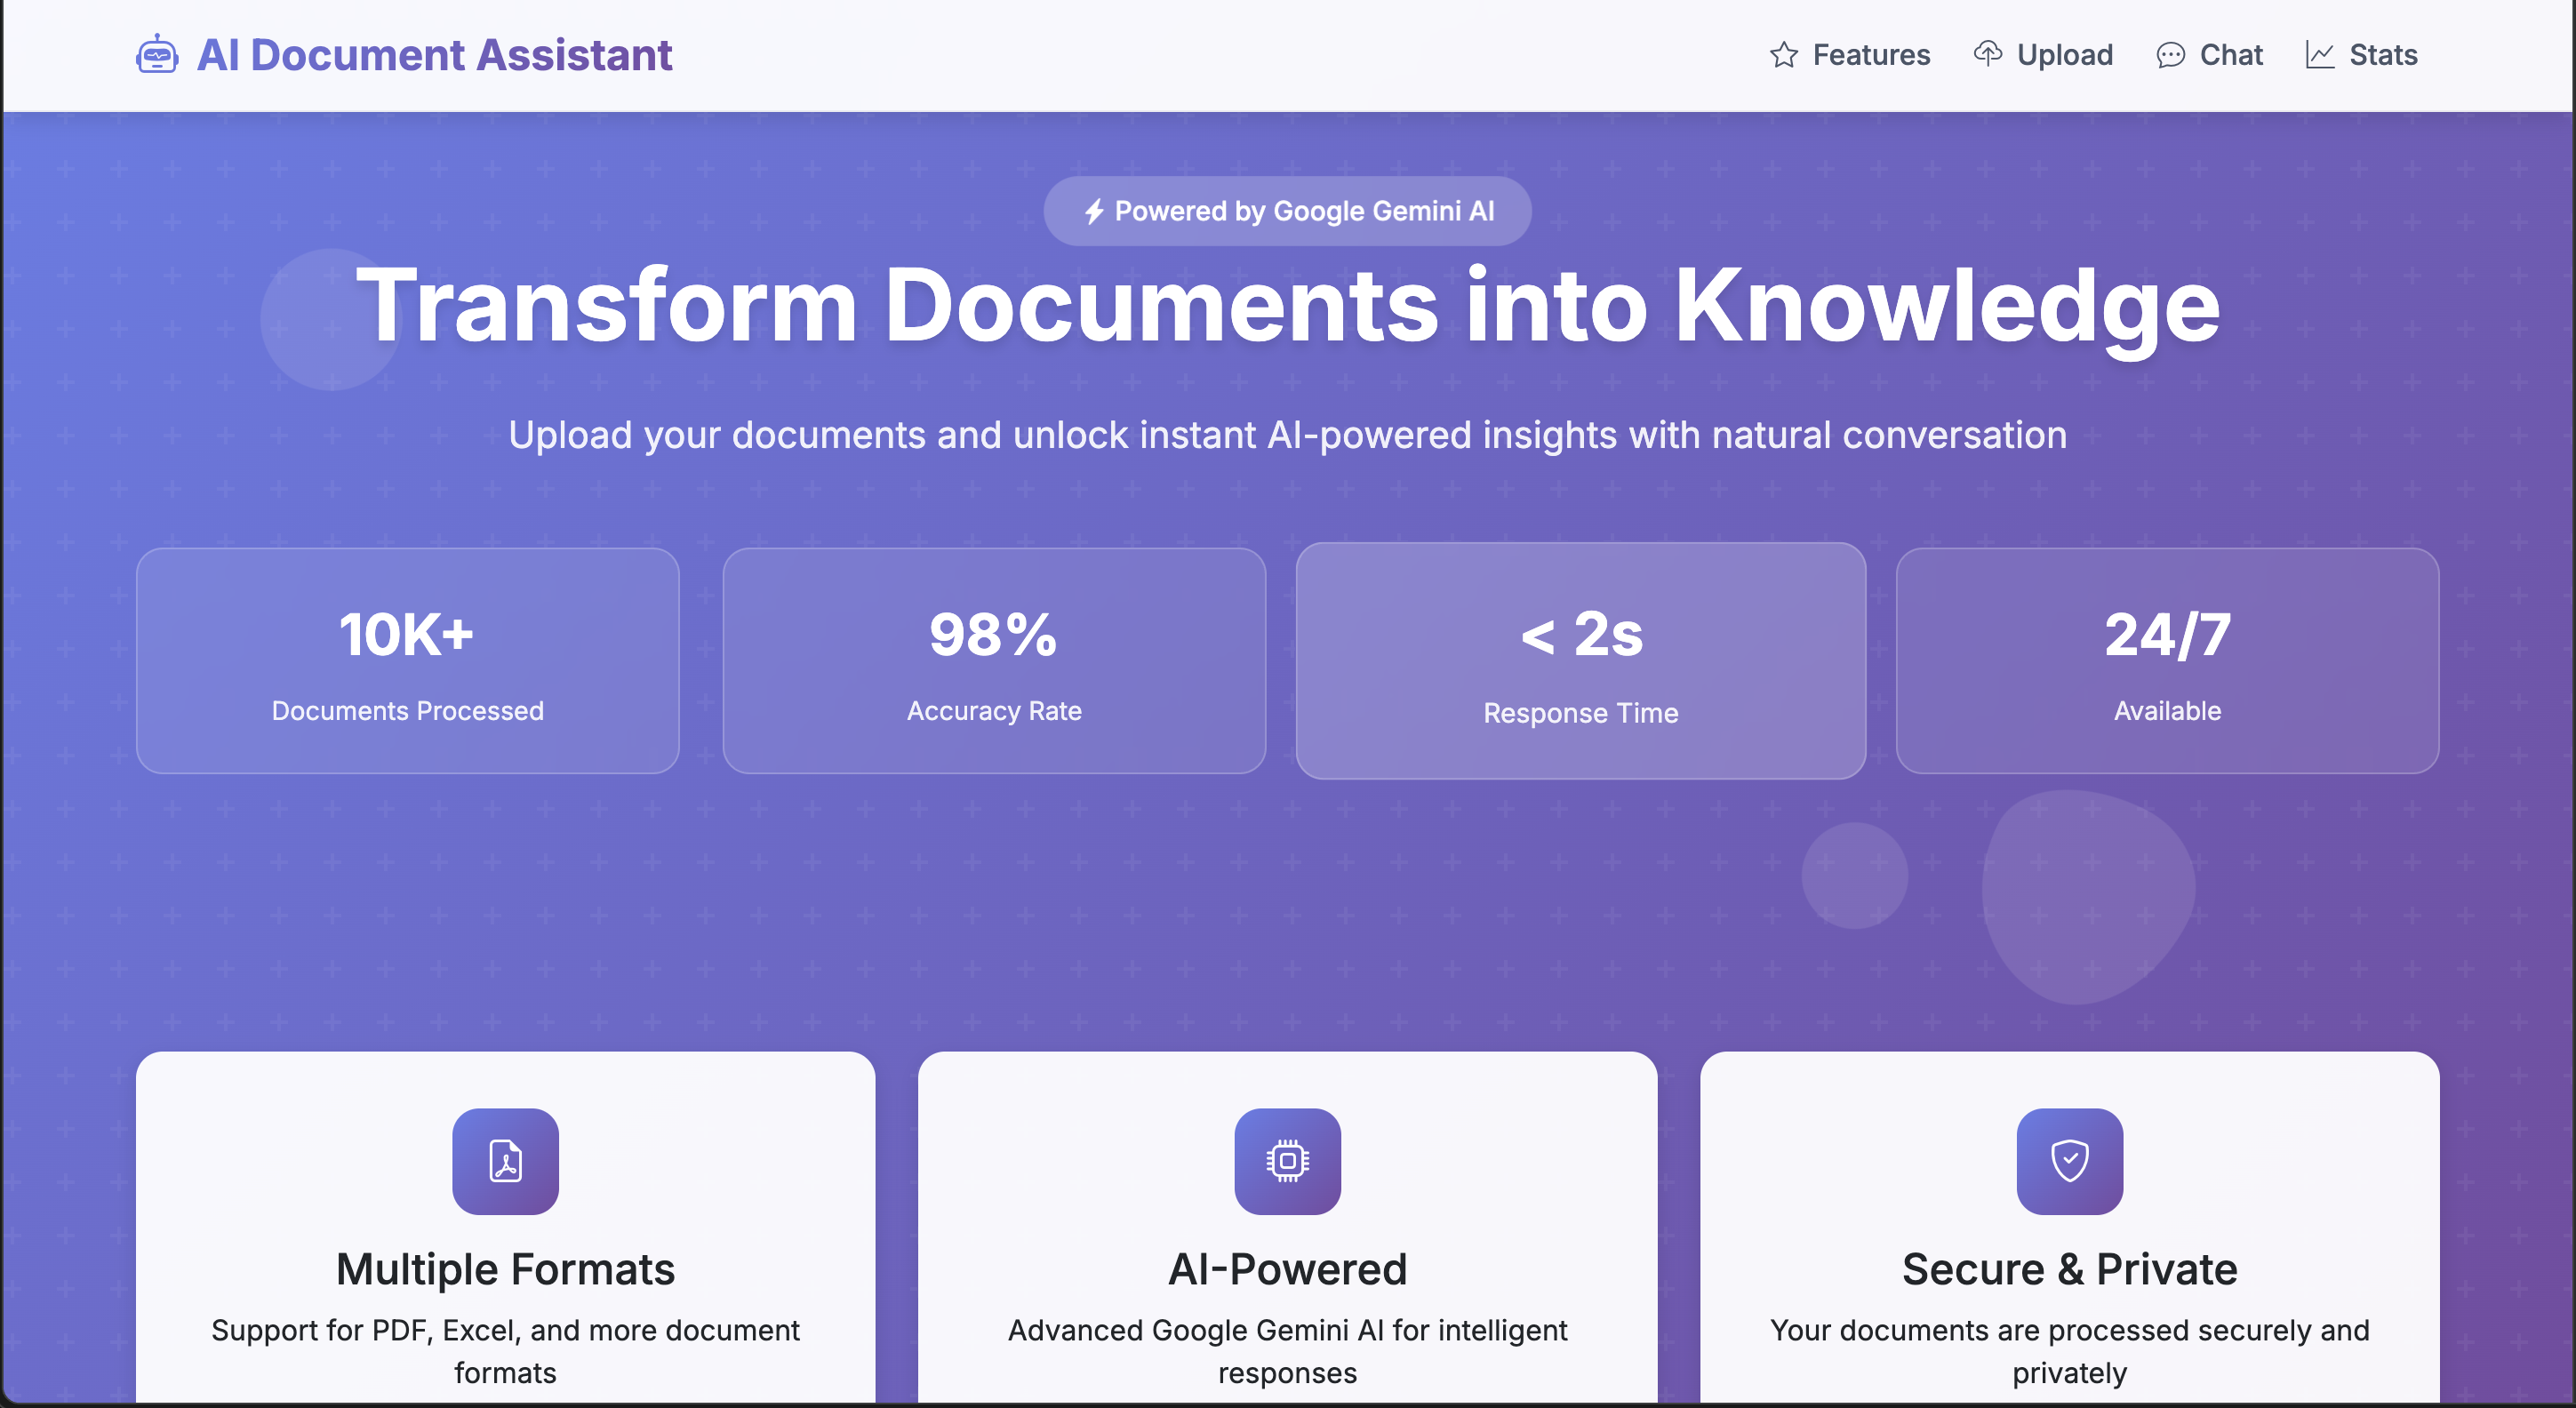 AI Document Assistant
Features
Upload
Chat
Stats
Powered by Google Gemini AI
Transform Documents into Knowledge
Upload your documents and unlock instant AI-powered insights with natural conversation
10K+
Documents Processed
98%
Accuracy Rate
< 2s
Response Time
24/7
Available
Multiple Formats
Support for PDF, Excel, and more document
formats
AI-Powered
Advanced Google Gemini AI for intelligent
responses
Secure & Private
Your documents are processed securely and
privately